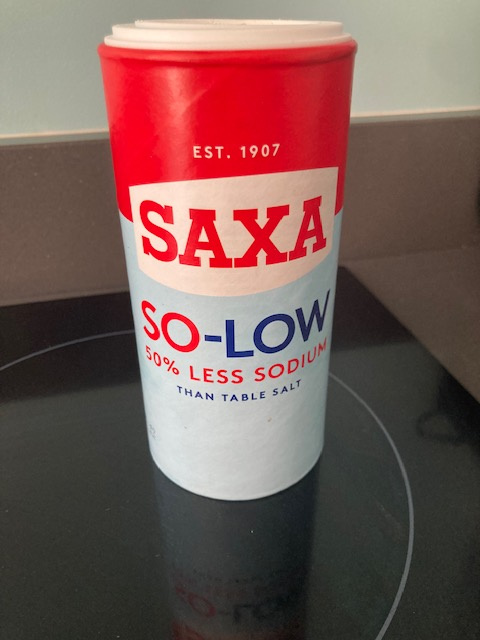 EST. 1907
SAXA
SO-LOW
50% LESS SODIUM
THAN TABLE SALT